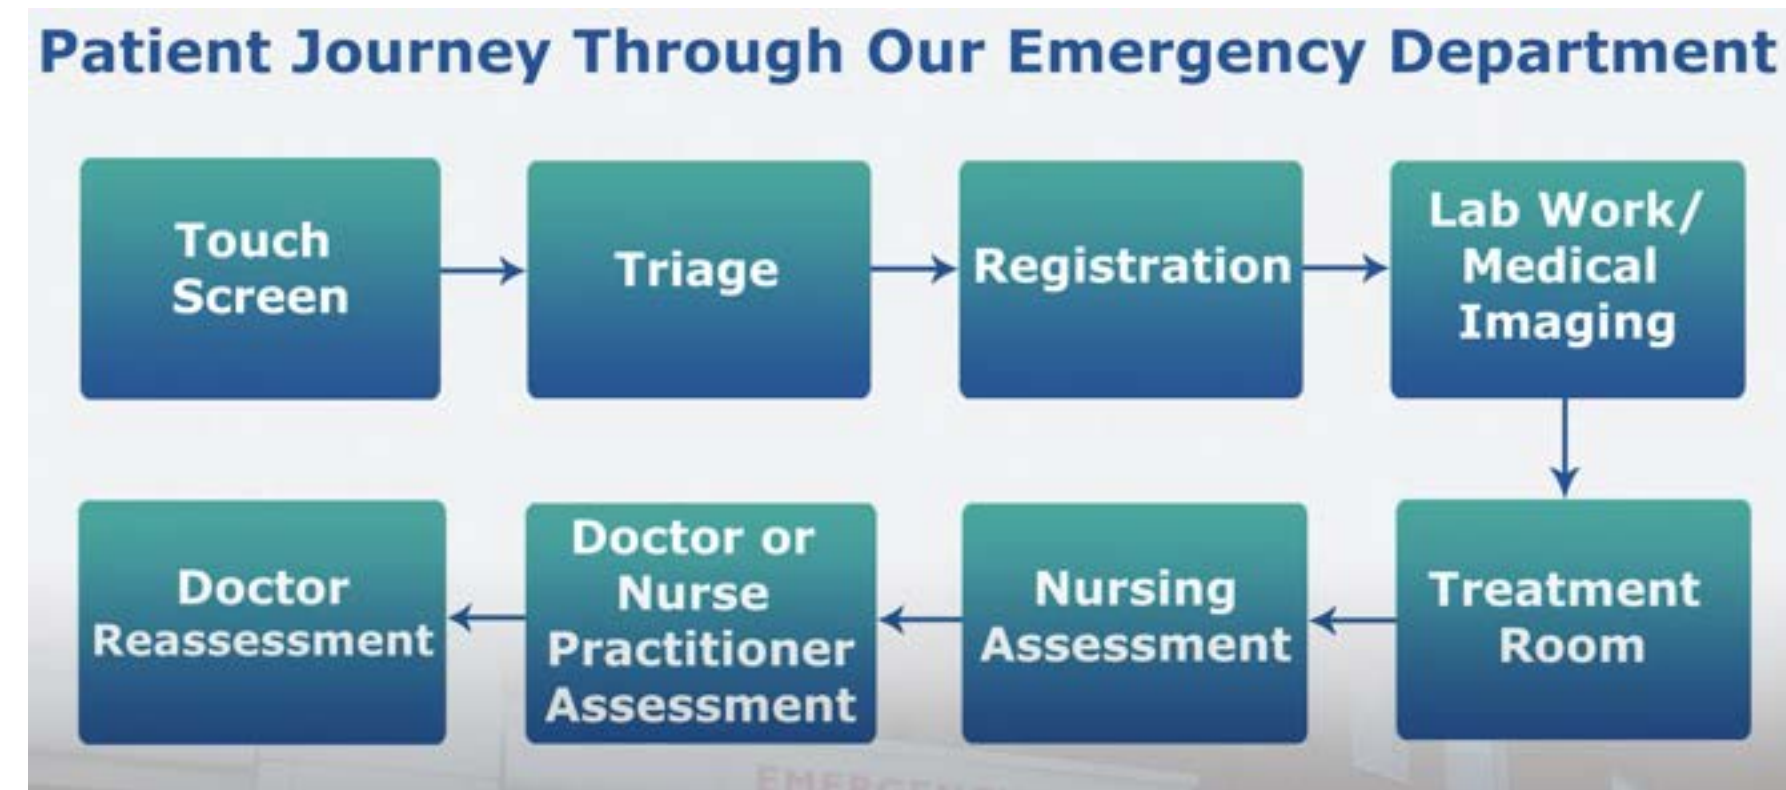 Patient Journey Through Our Emergency Department
Touch
Screen
Triage
Registration
Lab Work/
Medical
Imaging
Treatment
Room
Nursing
Assessment
Doctor or
Nurse
Practitioner
Assessment
Doctor
Reassessment